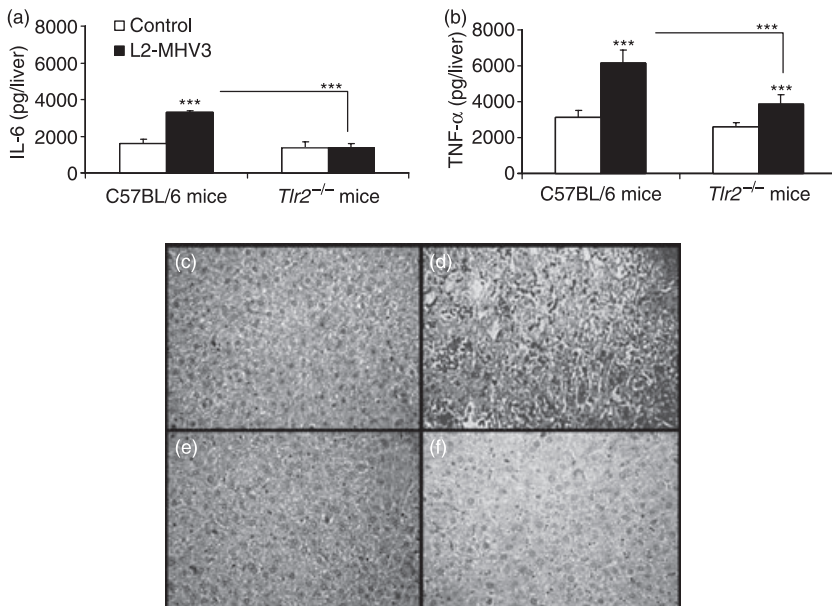 (a)
8000
6000
4000
2000
0
IL-6 (pg/liver)
Control
L2-MHV3
***
***
C57BL/6 mice
Tlr2−/− mice
(b)
8000
6000
4000
2000
0
TNF-α (pg/liver)
***
***
***
C57BL/6 mice
Tlr2−/− mice
(c)
(d)
(e)
(f)